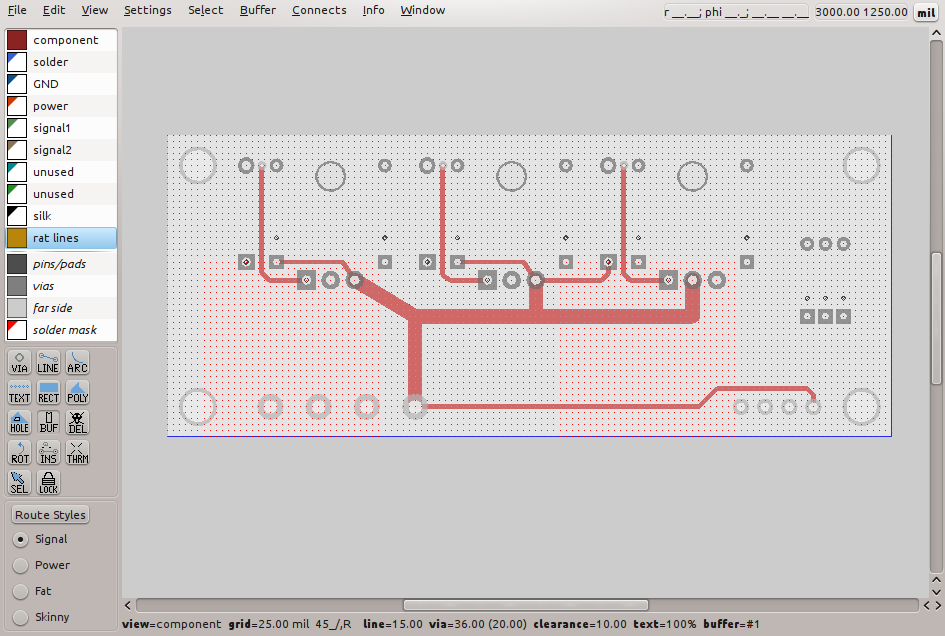 File Edit View Settings Select Buffer Connects Info Window r __.__; phi __._; __.__ __.__ 3000.00 1250.00 mil
component
solder
GND
power
signal1
signal2
unused
unused
silk
rat lines
pins/pads
vias
far side
solder mask
VIA LINE ARC
TEXT RECT POLY
HOLE BUF DEL
ROT INS THRM
SEL LOCK
Route Styles
Signal
Power
Fat
Skinny
view=component grid=25.00 mil 45_/,R line=15.00 via=36.00 (20.00) clearance=10.00 text=100% buffer=#1